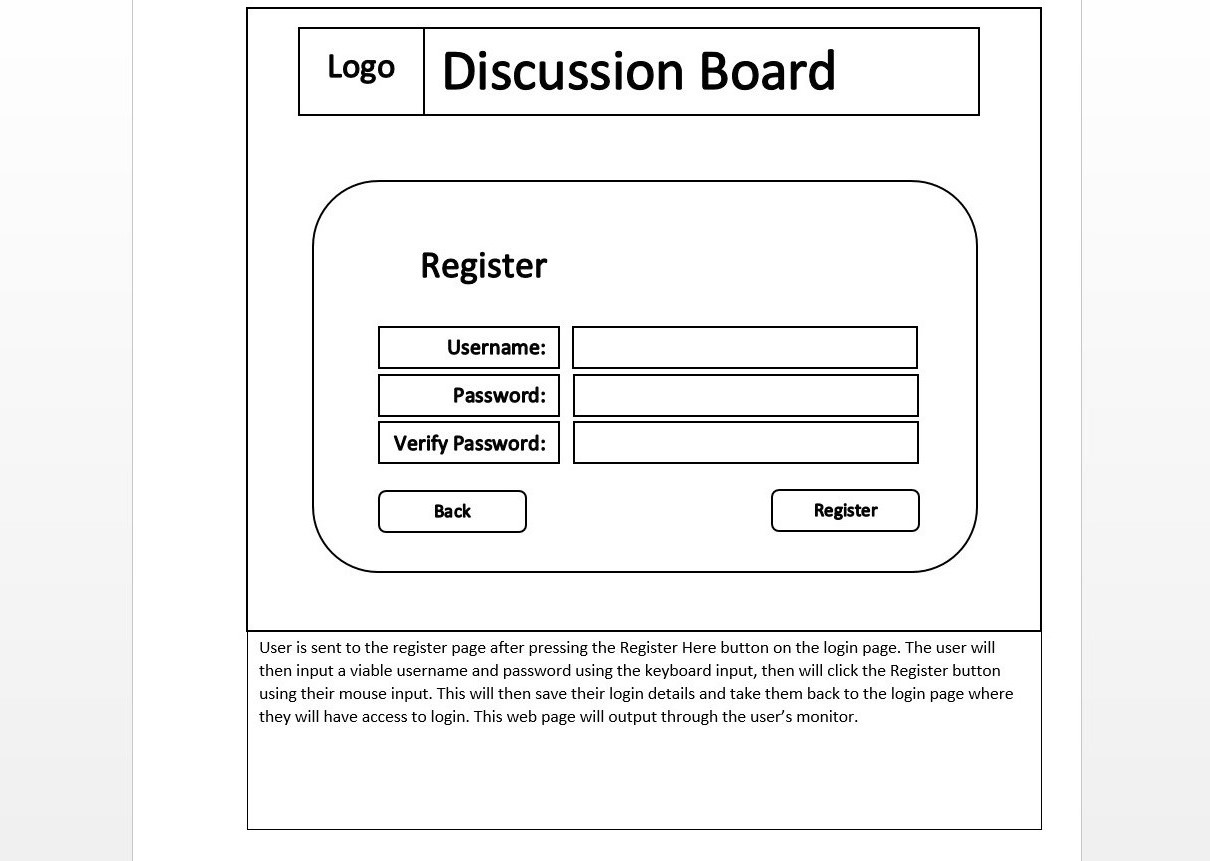 Logo
Discussion Board
Register
Username:
Password:
Verify Password:
Back
Register
User is sent to the register page after pressing the Register Here button on the login page. The user will
then input a viable username and password using the keyboard input, then will click the Register button
using their mouse input. This will then save their login details and take them back to the login page where
they will have access to login. This web page will output through the user’s monitor.